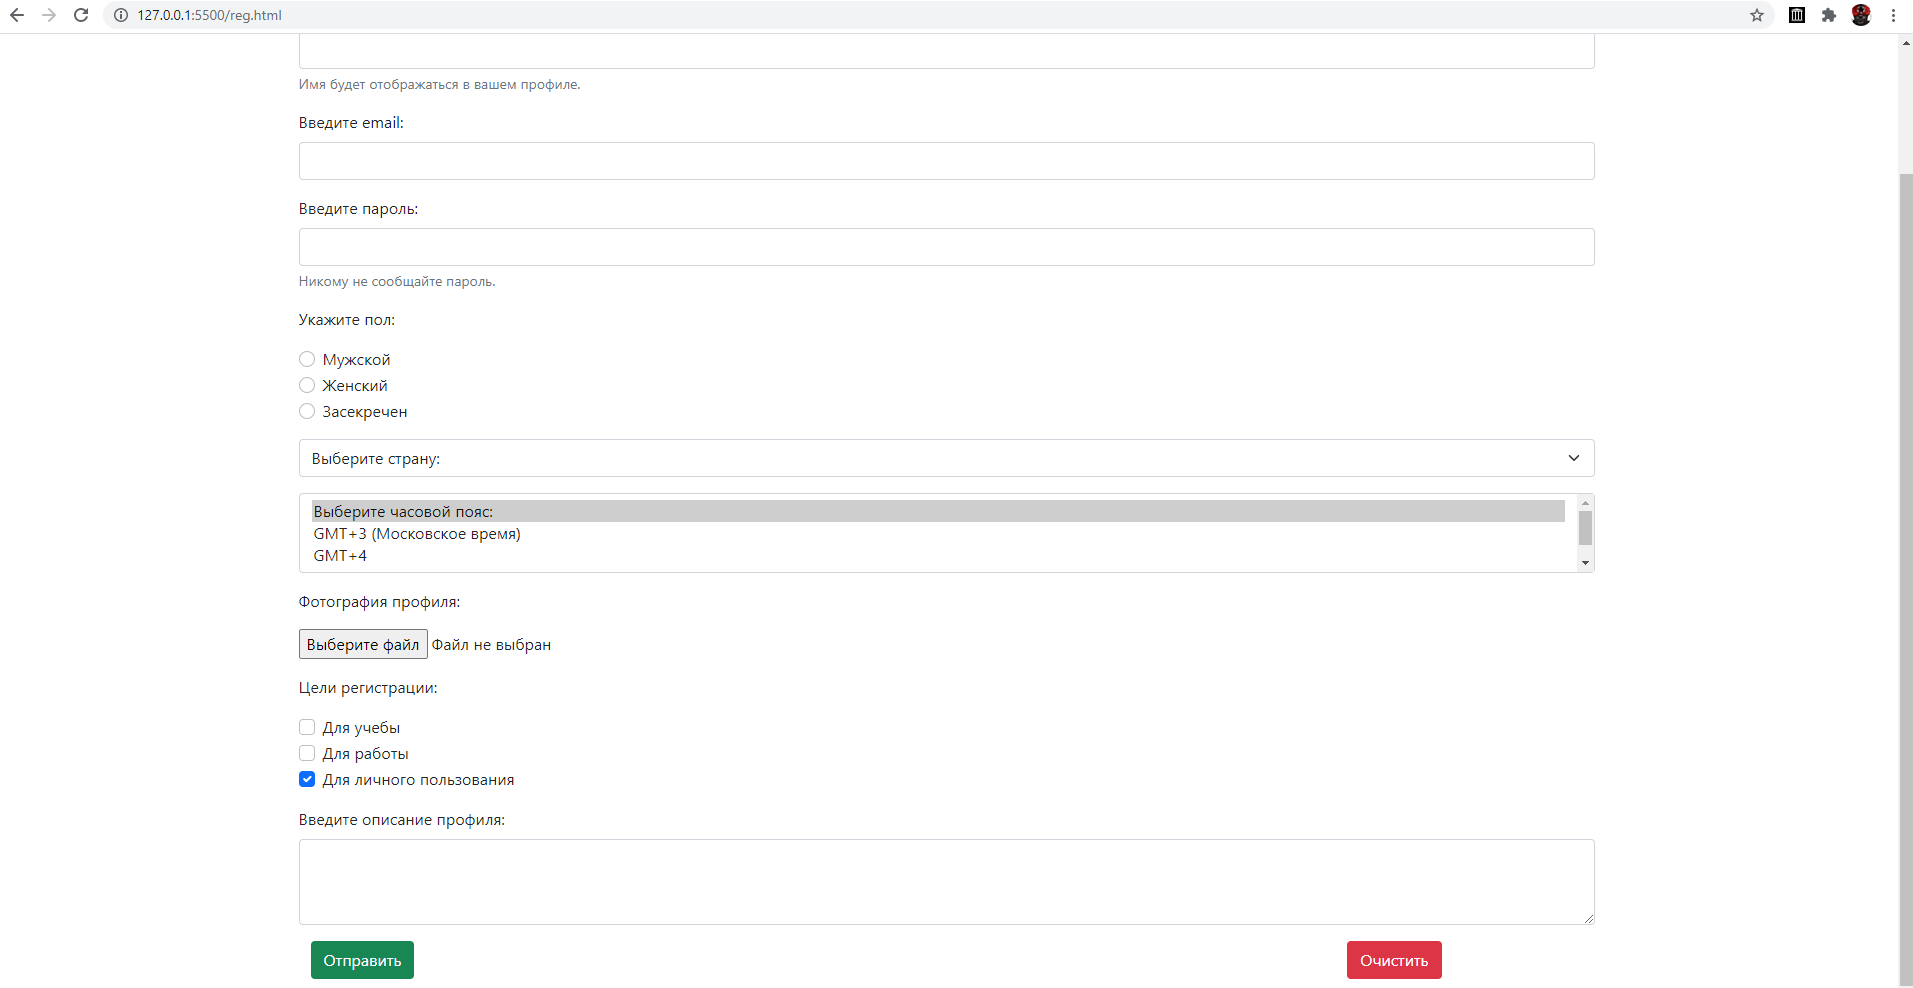 127.0.0.1:5500/reg.html
Имя будет отображаться в вашем профиле.
Введите email:
Введите пароль:
Никому не сообщайте пароль.
Укажите пол:
Мужской
Женский
Засекречен
Выберите страну:
Выберите часовой пояс:
GMT+3 (Московское время)
GMT+4
Фотография профиля:
Выберите файл Файл не выбран
Цели регистрации:
Для учебы
Для работы
Для личного пользования
Введите описание профиля:
Отправить Очистить